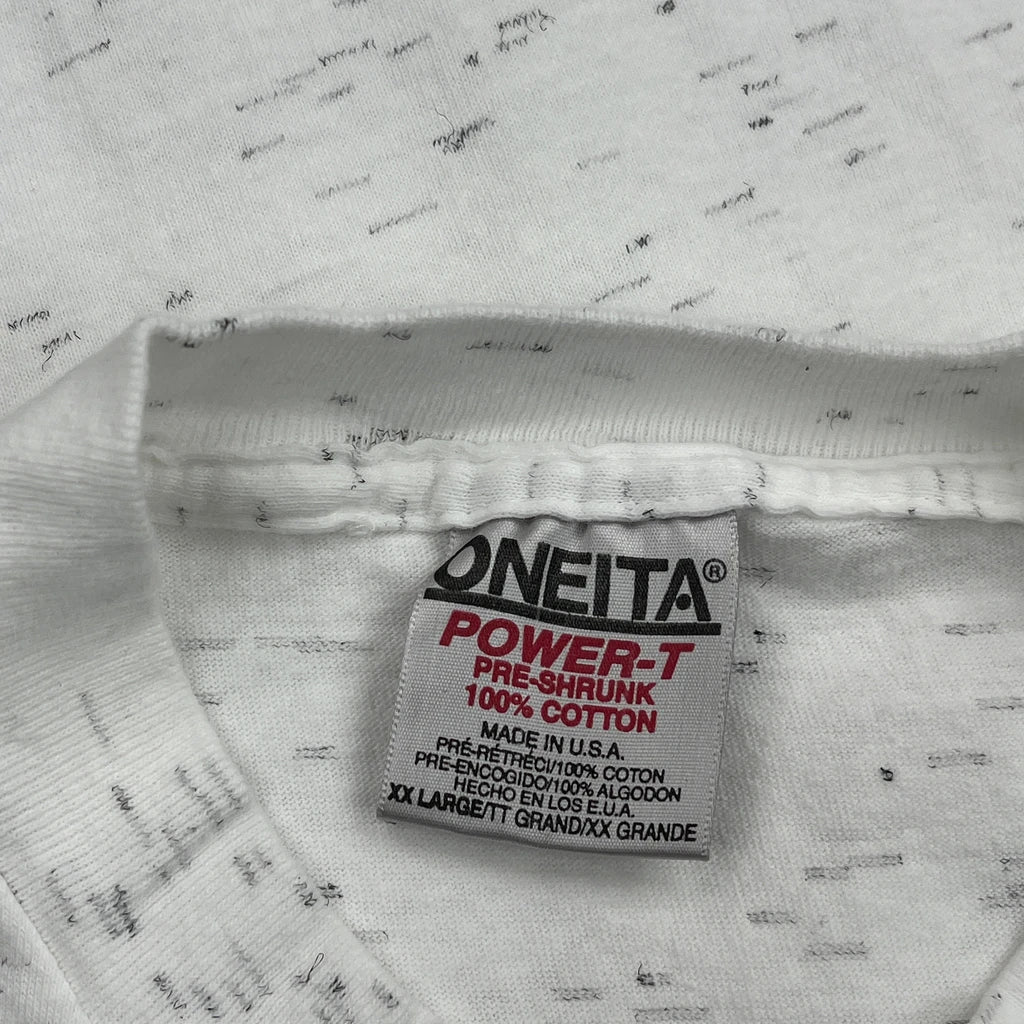 ONEITA®
POWER-T
PRE-SHRUNK
100% COTTON
MADE IN U.S.A.
PRÉ-RÉTRÉCI/100% COTON
PRE-ENCOGIDO/100% ALGODON
HECHO EN LOS E.U.A.
XX LARGE/TT GRAND/XX GRANDE